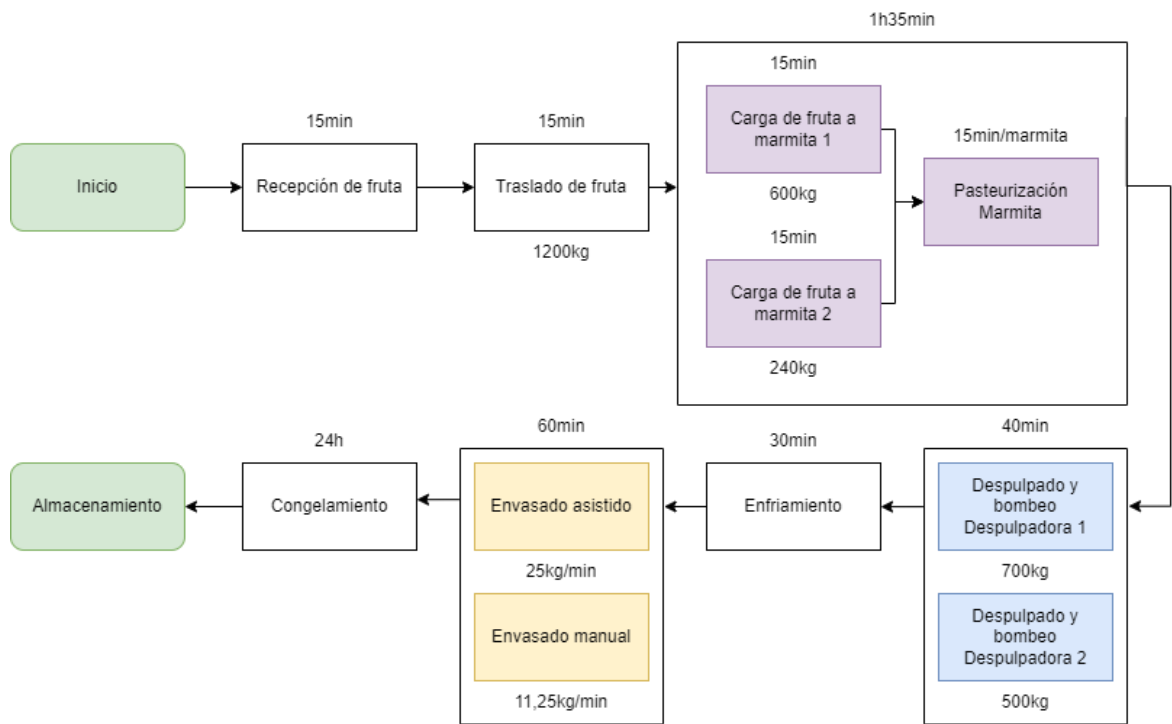 1h35min
15min
15min
15min
Inicio
Recepción de fruta
Traslado de fruta
1200kg
Carga de fruta a
marmita 1
600kg
15min
Carga de fruta a
marmita 2
240kg
15min/marmita
Pasteurización
Marmita
40min
Despulpado y
bombeo
Despulpadora 1
700kg
Despulpado y
bombeo
Despulpadora 2
500kg
30min
Enfriamiento
60min
Envasado asistido
25kg/min
Envasado manual
11,25kg/min
24h
Congelamiento
Almacenamiento